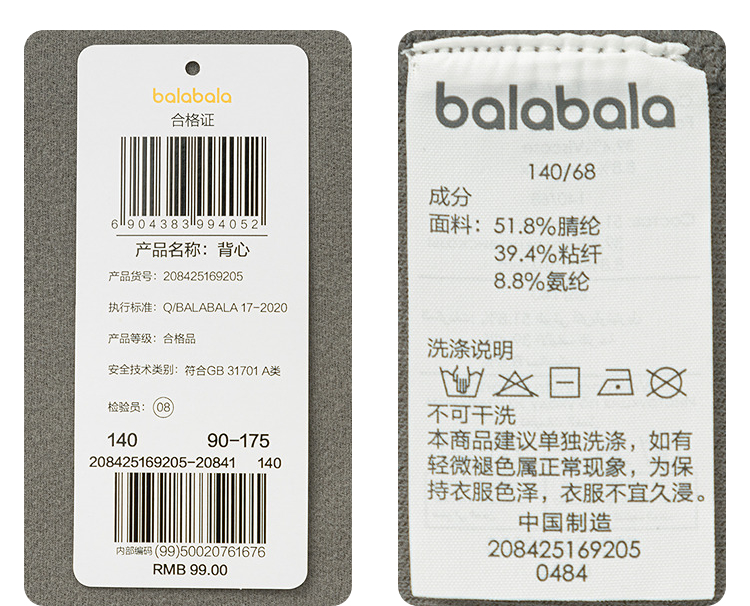 balabala
合格证
6 904383 994052
产品名称：背心
产品货号：208425169205
执行标准：Q/BALABALA 17-2020
产品等级：合格品
安全技术类别：符合GB 31701 A类
检验员：08
140 90-175
208425169205-20841 140
内部编码 (99)50020761676
RMB 99.00
balabala
140/68
成分
面料：51.8%腈纶
39.4%粘纤
8.8%氨纶
洗涤说明
不可干洗
本商品建议单独洗涤，如有
轻微褪色属正常现象，为保
持衣服色泽，衣服不宜久浸。
中国制造
208425169205
0484